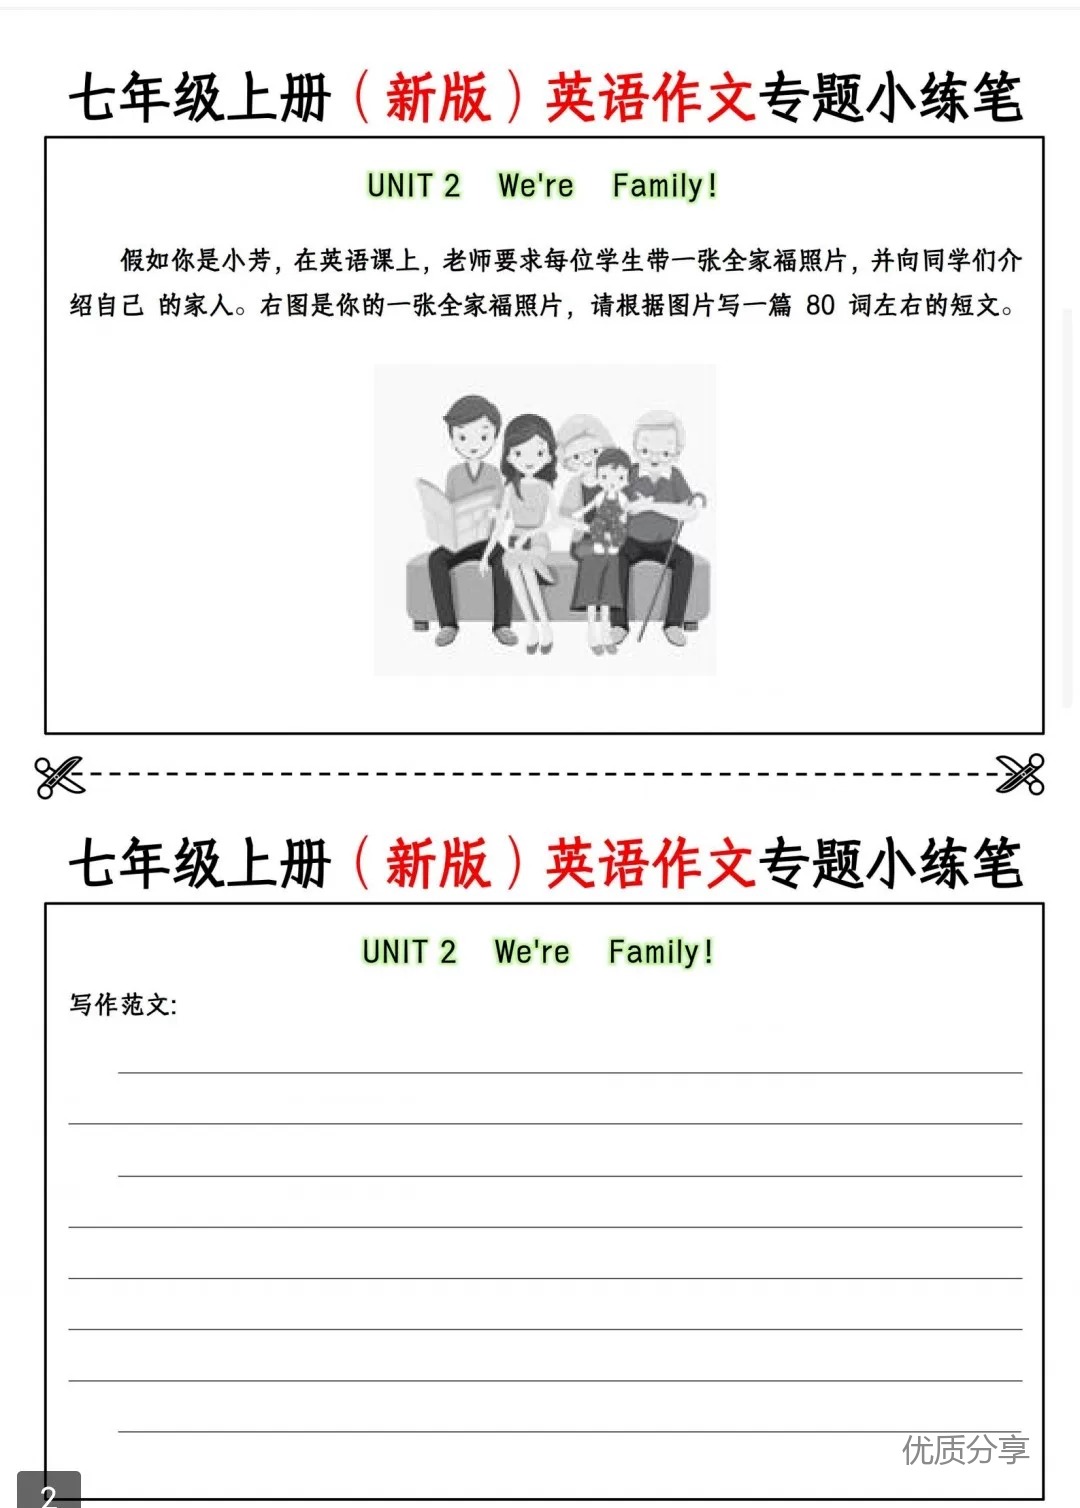 七年级上册（新版）英语作文专题小练笔
UNIT 2 We're Family!
假如你是小芳，在英语课上，老师要求每位学生带一张全家福照片，并向同学们介
绍自己 的家人。右图是你的一张全家福照片，请根据图片写一篇 80 词左右的短文。
七年级上册（新版）英语作文专题小练笔
UNIT 2 We're Family!
写作范文:
优质分享
2